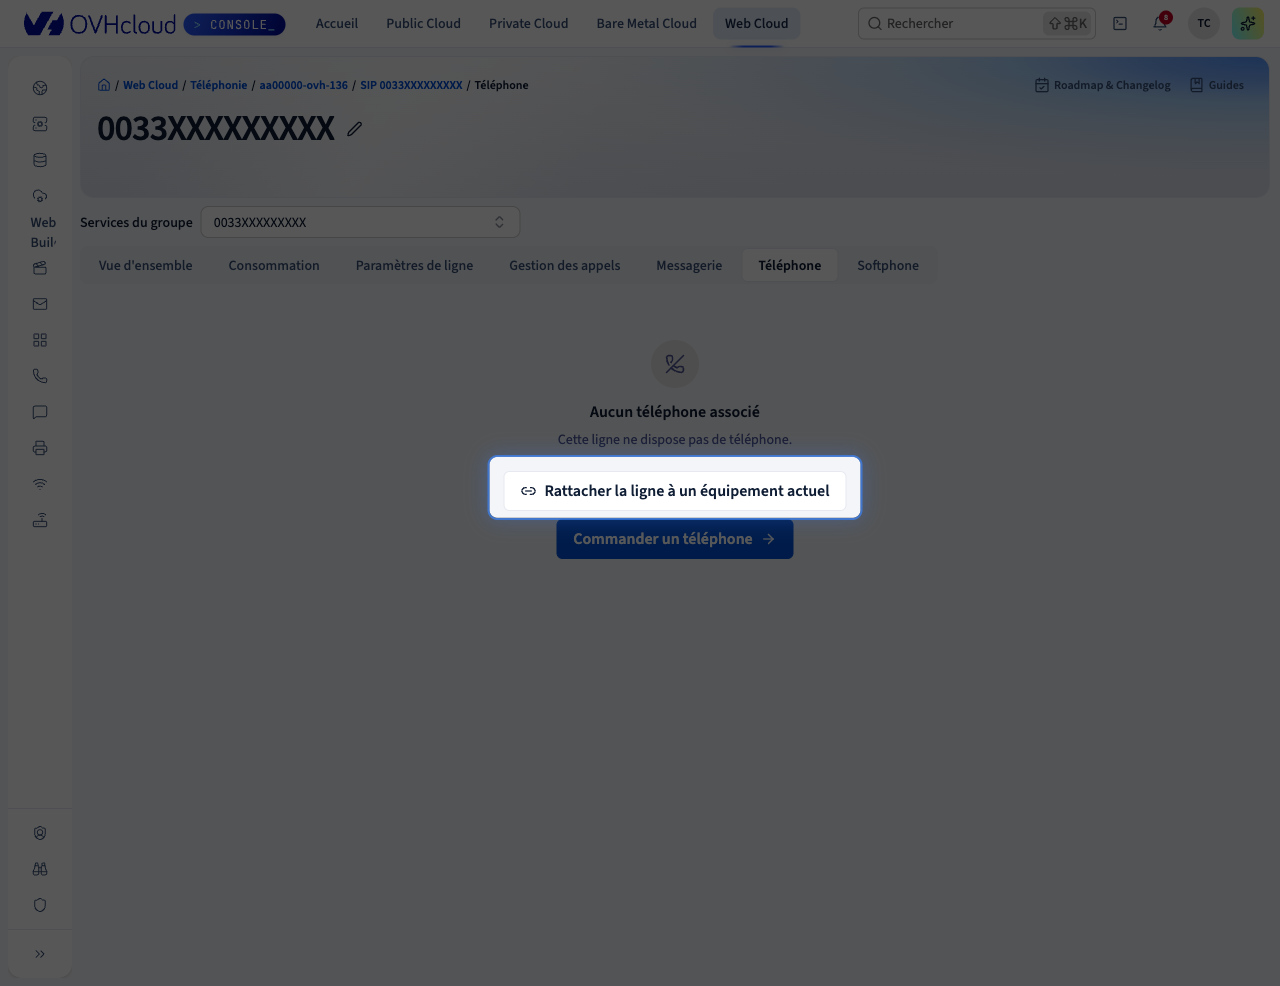 OVHcloud > CONSOLE_ Accueil Public Cloud Private Cloud Bare Metal Cloud Web Cloud Rechercher ⇧⌘K 8 TC
/ Web Cloud / Téléphonie / aa00000-ovh-136 / SIP 0033XXXXXXXXX / Téléphone
Roadmap & Changelog Guides
0033XXXXXXXXX
Services du groupe 0033XXXXXXXXX
Web
Vue d'ensemble Consommation Paramètres de ligne Gestion des appels Messagerie Téléphone Softphone
Aucun téléphone associé
Cette ligne ne dispose pas de téléphone.
Rattacher la ligne à un équipement actuel
Commander un téléphone